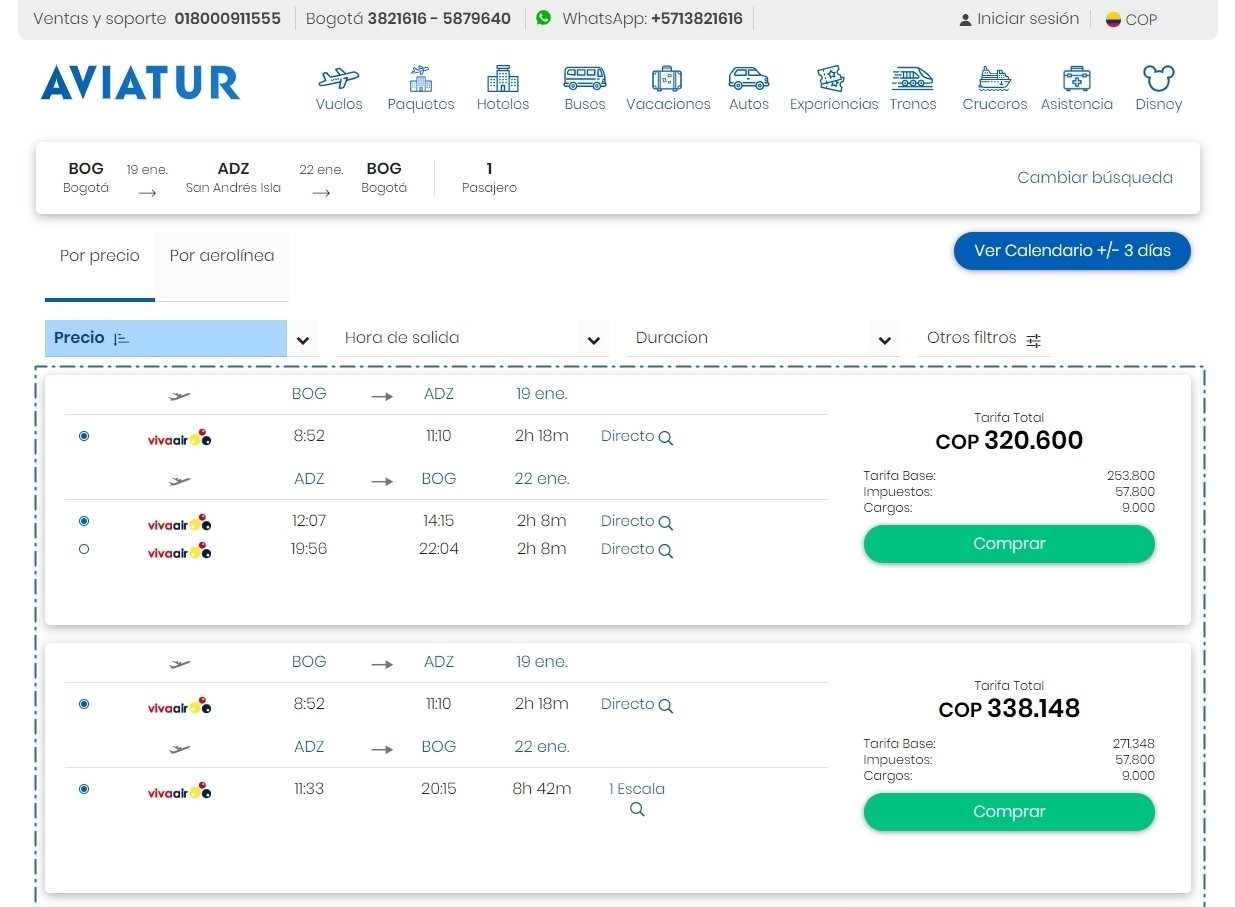 Ventas y soporte 018000911555 Bogotá 3821616 - 5879640 WhatsApp: +5713821616 Iniciar sesión COP
AVIATUR
Vuelos Paquetes Hoteles Buses Vacaciones Autos Experiencias Trenes Cruceros Asistencia Disney
BOG 19 ene. ADZ 22 ene. BOG 1
Bogotá → San Andrés Isla → Bogotá Pasajero
Cambiar búsqueda
Por precio Por aerolínea
Ver Calendario +/- 3 días
Precio Hora de salida Duracion Otros filtros
BOG → ADZ 19 ene.
vivaair 8:52 11:10 2h 18m Directo
ADZ → BOG 22 ene.
vivaair 12:07 14:15 2h 8m Directo
vivaair 19:56 22:04 2h 8m Directo
Tarifa Total
COP 320.600
Tarifa Base: 253.800
Impuestos: 57.800
Cargos: 9.000
Comprar
BOG → ADZ 19 ene.
vivaair 8:52 11:10 2h 18m Directo
ADZ → BOG 22 ene.
vivaair 11:33 20:15 8h 42m 1 Escala
Tarifa Total
COP 338.148
Tarifa Base: 271.348
Impuestos: 57.800
Cargos: 9.000
Comprar